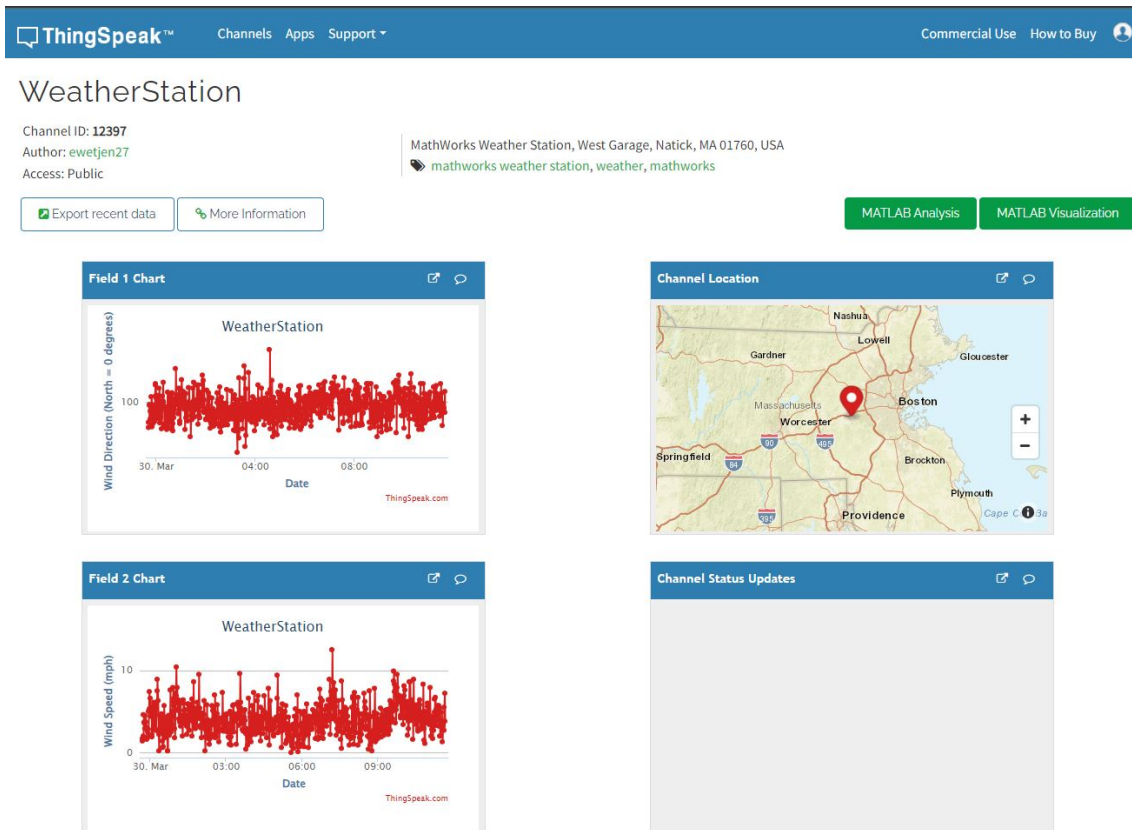 ThingSpeak™ Channels Apps Support Commercial Use How to Buy
WeatherStation
Channel ID: 12397
Author: ewetjen27
Access: Public
MathWorks Weather Station, West Garage, Natick, MA 01760, USA
mathworks weather station, weather, mathworks
Export recent data More Information MATLAB Analysis MATLAB Visualization
Field 1 Chart
WeatherStation
Wind Direction (North = 0 degrees)
100
30. Mar 04:00 08:00
Date
ThingSpeak.com
Channel Location
Nashua
Lowell
Gardner
Gloucester
Massachusetts
Boston
Worcester
+
−
90
495
Springfield
84
Brockton
Plymouth
395
Providence
Cape C
Field 2 Chart
WeatherStation
Wind Speed (mph)
10
0
30. Mar 03:00 06:00 09:00
Date
ThingSpeak.com
Channel Status Updates